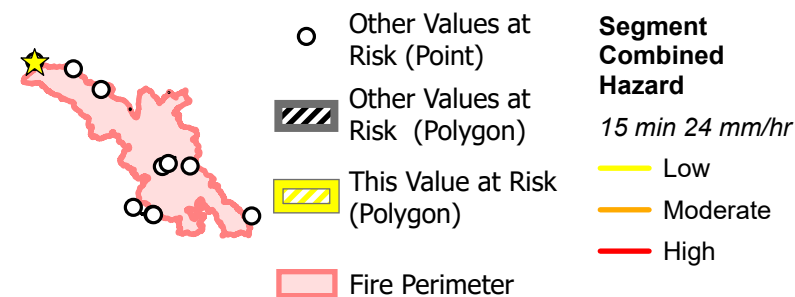 Other Values at
Risk (Point)
Other Values at
Risk (Polygon)
This Value at Risk
(Polygon)
Fire Perimeter
Segment
Combined
Hazard
15 min 24 mm/hr
Low
Moderate
High